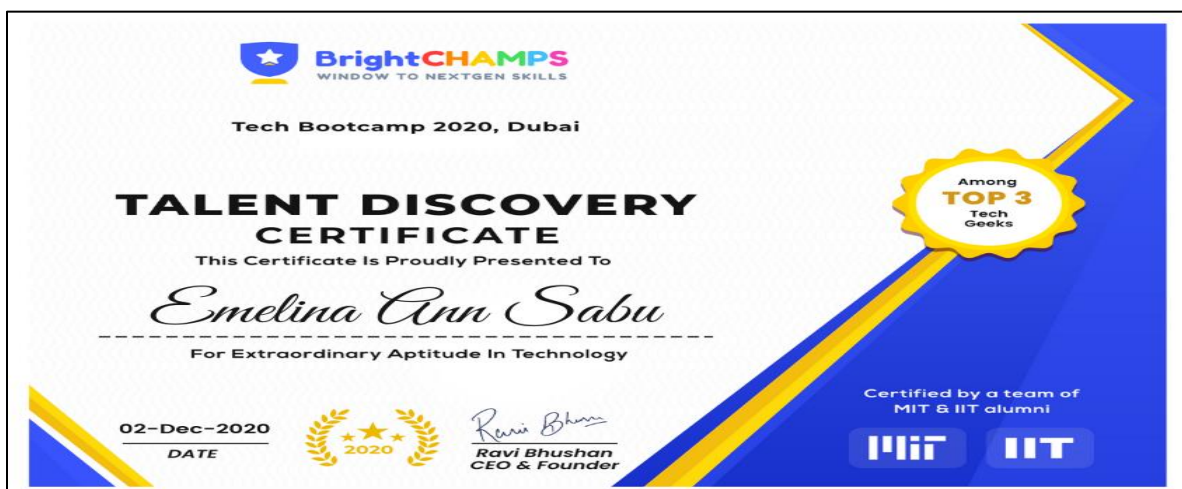 BrightCHAMPS
WINDOW TO NEXTGEN SKILLS
Tech Bootcamp 2020, Dubai
TALENT DISCOVERY
CERTIFICATE
This Certificate Is Proudly Presented To
Emelina Ann Sabu
For Extraordinary Aptitude In Technology
02-Dec-2020
DATE
2020
Ravi Bhushan
CEO & Founder
Among
TOP 3
Tech
Geeks
Certified by a team of
MIT & IIT alumni
MiT
IIT